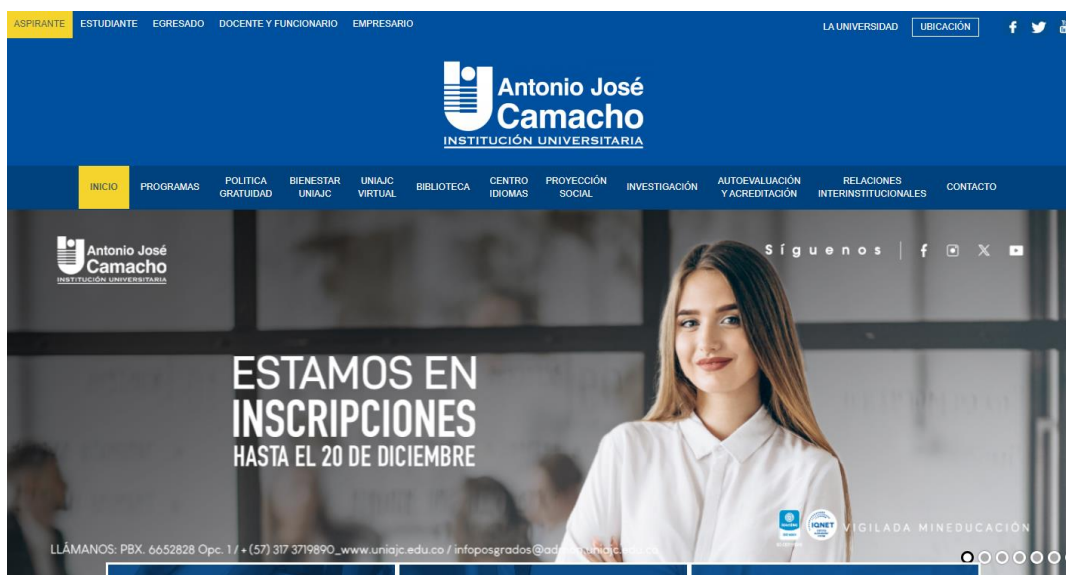 ASPIRANTE ESTUDIANTE EGRESADO DOCENTE Y FUNCIONARIO EMPRESARIO LA UNIVERSIDAD UBICACIÓN
Antonio José
Camacho
INSTITUCIÓN UNIVERSITARIA
INICIO PROGRAMAS POLITICA GRATUIDAD BIENESTAR UNIAJC UNIAJC VIRTUAL BIBLIOTECA CENTRO IDIOMAS PROYECCIÓN SOCIAL INVESTIGACIÓN AUTOEVALUACIÓN Y ACREDITACIÓN RELACIONES INTERINSTITUCIONALES CONTACTO
Antonio José
Camacho
INSTITUCIÓN UNIVERSITARIA
Síguenos
ESTAMOS EN
INSCRIPCIONES
HASTA EL 20 DE DICIEMBRE
IQNET
VIGILADA MINEDUCACIÓN
LLÁMANOS: PBX. 6652828 Opc. 1 / + (57) 317 3719890_www.uniajc.edu.co / infoposgrados@